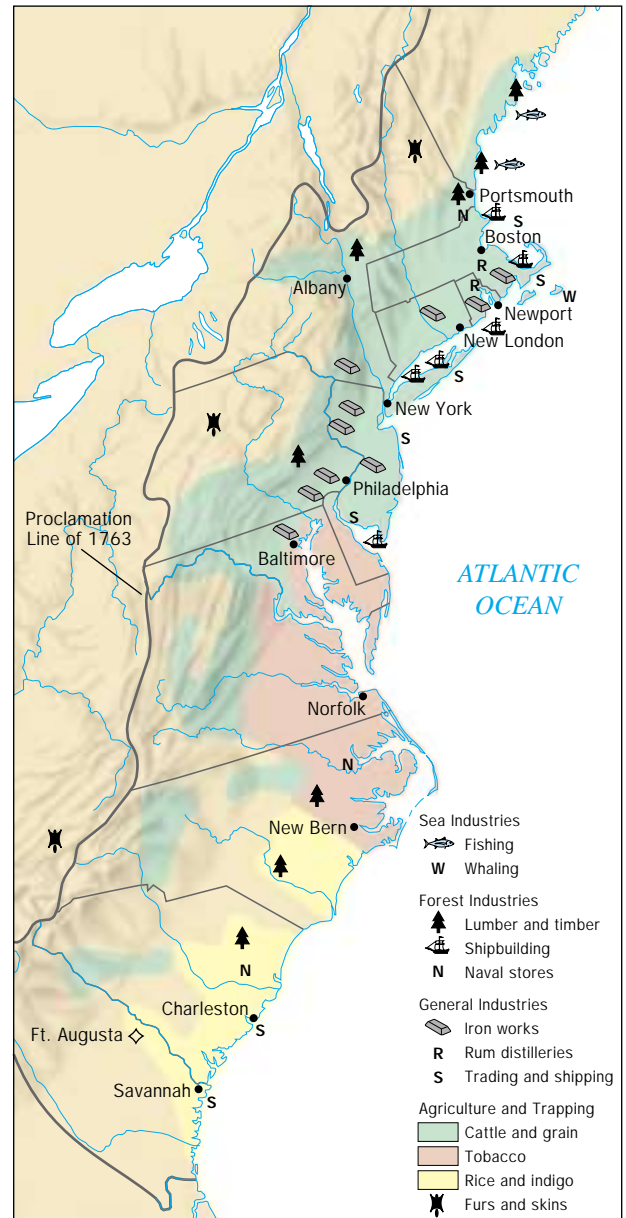 Portsmouth
N
S
Boston
R
S
R
W
Albany
Newport
New London
S
New York
S
Philadelphia
S
Proclamation
Line of 1763
Baltimore
ATLANTIC
OCEAN
Norfolk
N
New Bern
N
Charleston
S
Ft. Augusta
Savannah
S
Sea Industries
Fishing
W Whaling
Forest Industries
Lumber and timber
Shipbuilding
N Naval stores
General Industries
Iron works
R Rum distilleries
S Trading and shipping
Agriculture and Trapping
Cattle and grain
Tobacco
Rice and indigo
Furs and skins